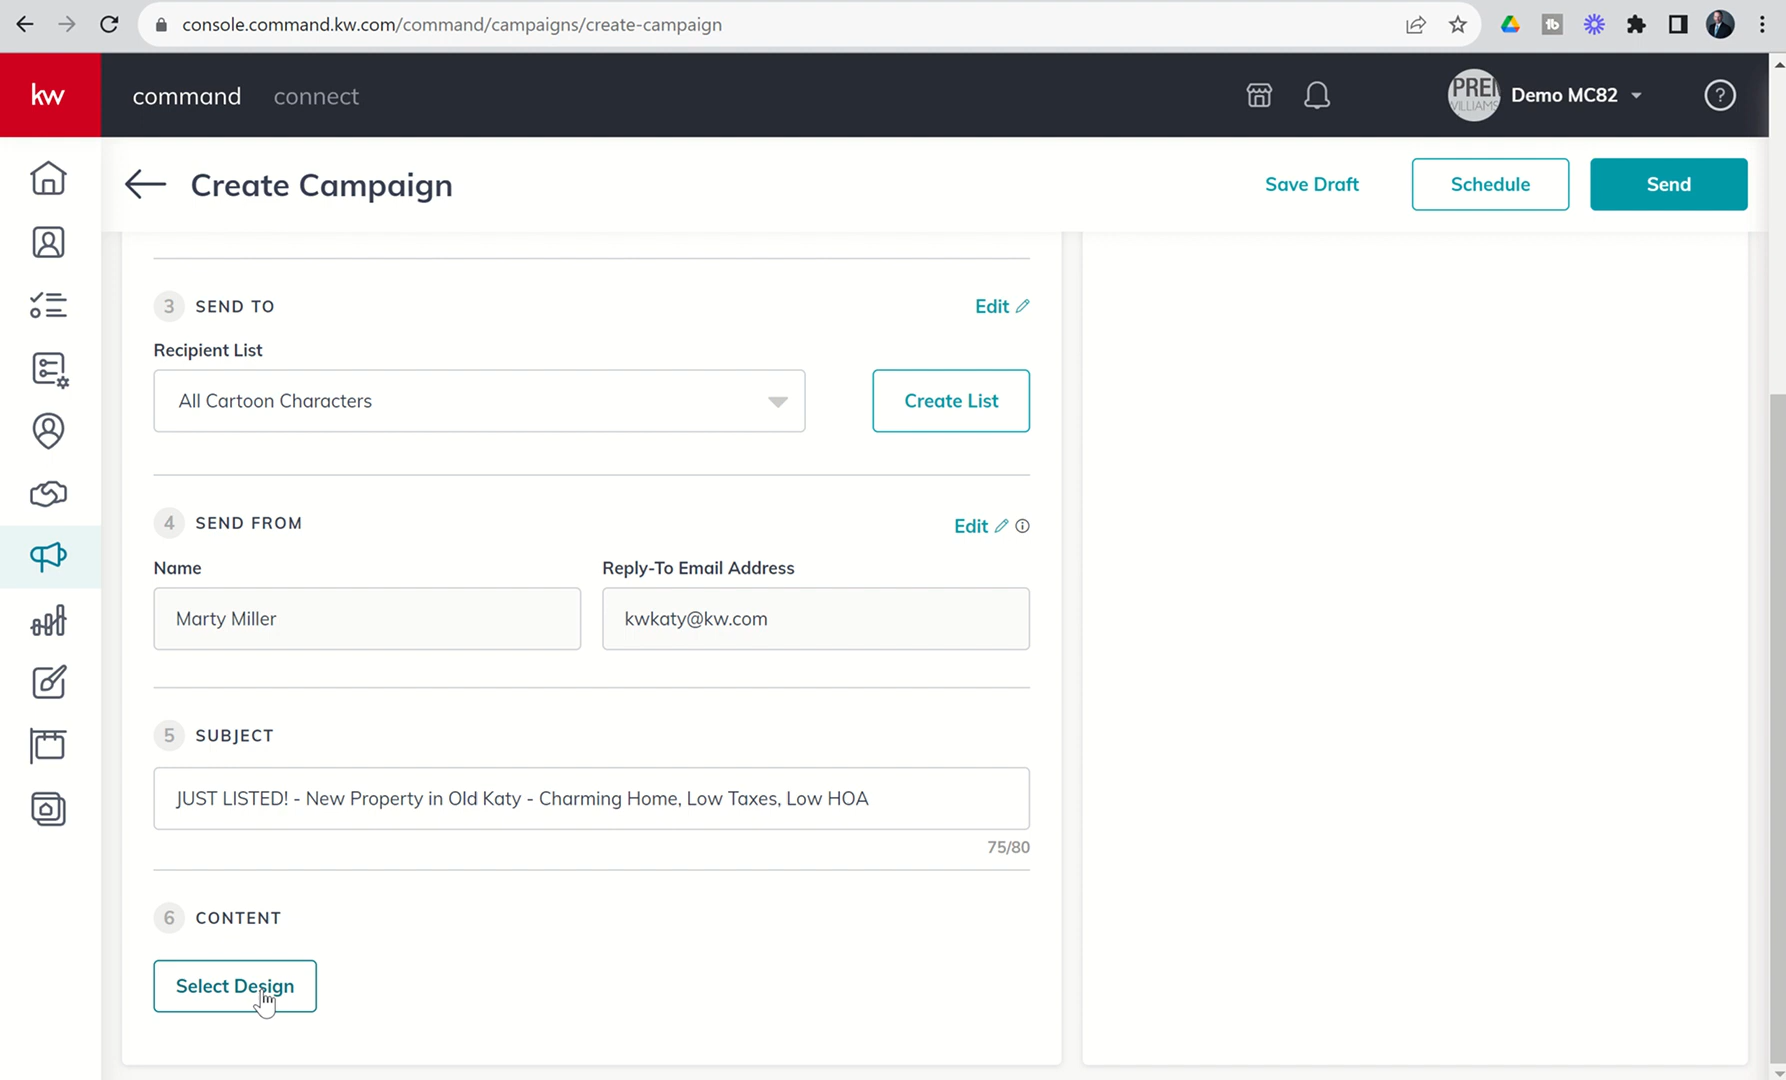 console.command.kw.com/command/campaigns/create-campaign
tb
kw
command connect
PREM
WILLIAMS
Demo MC82
?
Create Campaign
Save Draft
Schedule
Send
3 SEND TO
Edit
Recipient List
All Cartoon Characters
Create List
4 SEND FROM
Edit
Name
Reply-To Email Address
Marty Miller
kwkaty@kw.com
5 SUBJECT
JUST LISTED! - New Property in Old Katy - Charming Home, Low Taxes, Low HOA
75/80
6 CONTENT
Select Design